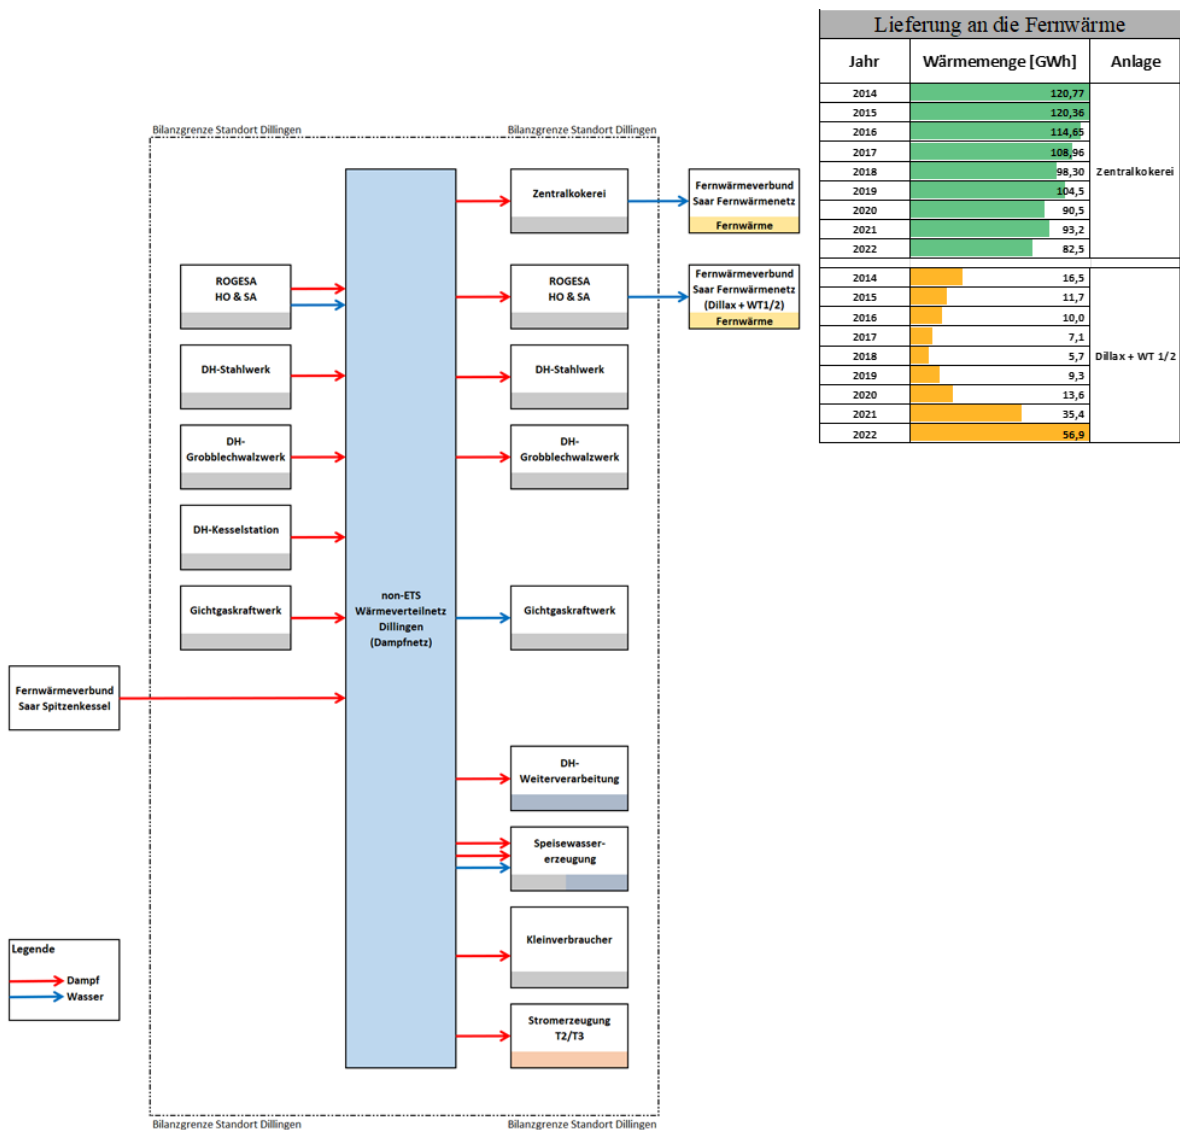 Lieferung an die Fernwärme
Jahr Wärmemenge [GWh] Anlage
2014 120,77
2015 120,36
2016 114,65
2017 108,96
2018 98,30 Zentralkokerei
2019 104,5
2020 90,5
2021 93,2
2022 82,5
2014 16,5
2015 11,7
2016 10,0
2017 7,1
2018 5,7 Dillax + WT 1/2
2019 9,3
2020 13,6
2021 35,4
2022 56,9
Bilanzgrenze Standort Dillingen
Bilanzgrenze Standort Dillingen
Zentralkokerei
Fernwärmeverbund
Saar Fernwärmenetz
Fernwärme
ROGESA
HO & SA
ROGESA
HO & SA
Fernwärmeverbund
Saar Fernwärmenetz
(Dillax + WT1/2)
Fernwärme
DH-Stahlwerk
DH-Stahlwerk
DH-
Grobblechwalzwerk
DH-
Grobblechwalzwerk
DH-Kesselstation
Gichtgaskraftwerk
non-ETS
Wärmeverteilnetz
Dillingen
(Dampfnetz)
Gichtgaskraftwerk
Fernwärmeverbund
Saar Spitzenkessel
DH-
Weiterverarbeitung
Speisewasser-
erzeugung
Kleinverbraucher
Stromerzeugung
T2/T3
Legende
Dampf
Wasser
Bilanzgrenze Standort Dillingen
Bilanzgrenze Standort Dillingen